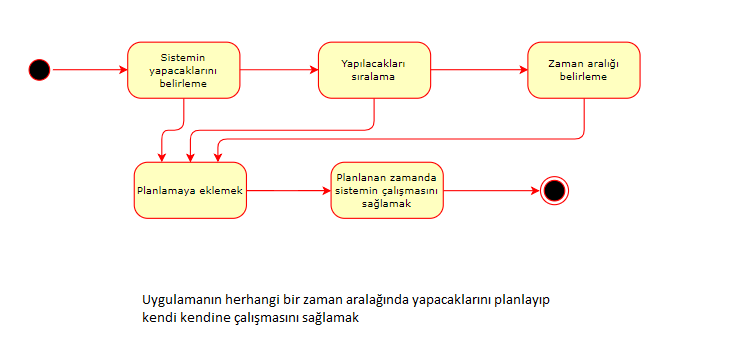 Sistemin
yapacaklarını
belirleme
Yapılacakları
sıralama
Zaman aralığı
belirleme
Planlamaya eklemek
Planlanan zamanda
sistemin çalışmasını
sağlamak
Uygulamanın herhangi bir zaman aralağında yapacaklarını planlayıp
kendi kendine çalışmasını sağlamak